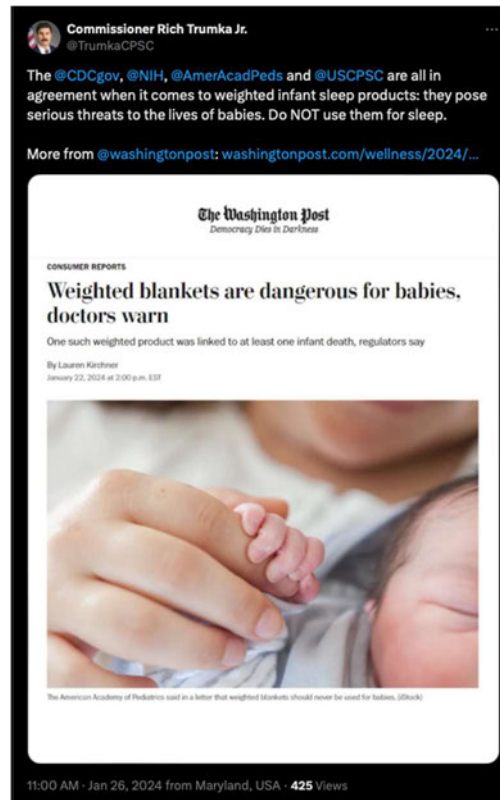 Commissioner Rich Trumka Jr.
@TrumkaCPSC
The @CDCgov, @NIH, @AmerAcadPeds and @USCPSC are all in
agreement when it comes to weighted infant sleep products: they pose
serious threats to the lives of babies. Do NOT use them for sleep.
More from @washingtonpost: washingtonpost.com/wellness/2024/...
The Washington Post
Democracy Dies in Darkness
CONSUMER REPORTS
Weighted blankets are dangerous for babies,
doctors warn
One such weighted product was linked to at least one infant death, regulators say
By Lauren Kirchner
January 22, 2024 at 2:00 p.m. EST
The American Academy of Pediatrics said in a letter that weighted blankets should never be used for babies. (iStock)
11:00 AM · Jan 26, 2024 from Maryland, USA · 425 Views